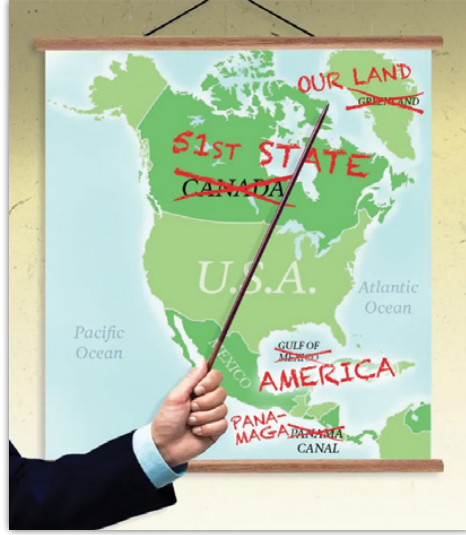 OUR LAND
GREENLAND
51ST STATE
CANADA
U.S.A.
Atlantic
Ocean
Pacific
Ocean
MEXICO
GULF OF
MEXICO
AMERICA
PANA-
MAGA PANAMA
CANAL